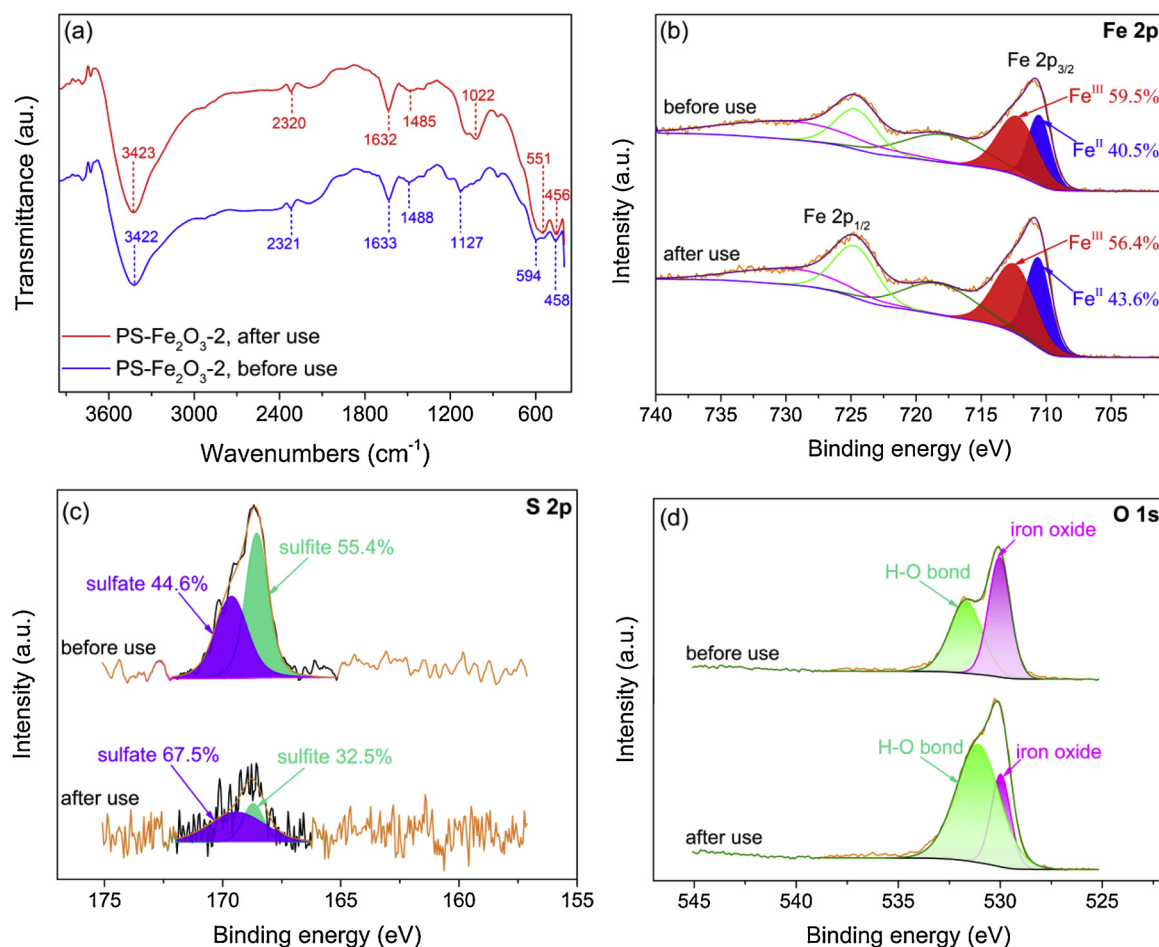 (a)
Transmittance (au.)
3423
2320
1632
1485
1022
551
456
3422
2321
1633
1488
1127
594
458
PS-Fe₂O₃-2, after use
PS-Fe₂O₃-2, before use
3600 3000 2400 1800 1200 600
Wavenumbers (cm⁻¹)
(b)
Fe 2p
Intensity (a.u.)
Fe 2p₃/₂
before use
Feᴵᴵᴵ 59.5%
Feᴵᴵ 40.5%
Fe 2p₁/₂
after use
Feᴵᴵᴵ 56.4%
Feᴵᴵ 43.6%
740 735 730 725 720 715 710 705
Binding energy (eV)
(c)
S 2p
Intensity (a.u.)
sulfite 55.4%
sulfate 44.6%
before use
sulfate 67.5%
sulfite 32.5%
after use
175 170 165 160 155
Binding energy (eV)
(d)
O 1s
Intensity (a.u.)
iron oxide
H-O bond
before use
H-O bond
iron oxide
after use
545 540 535 530 525
Binding energy (eV)